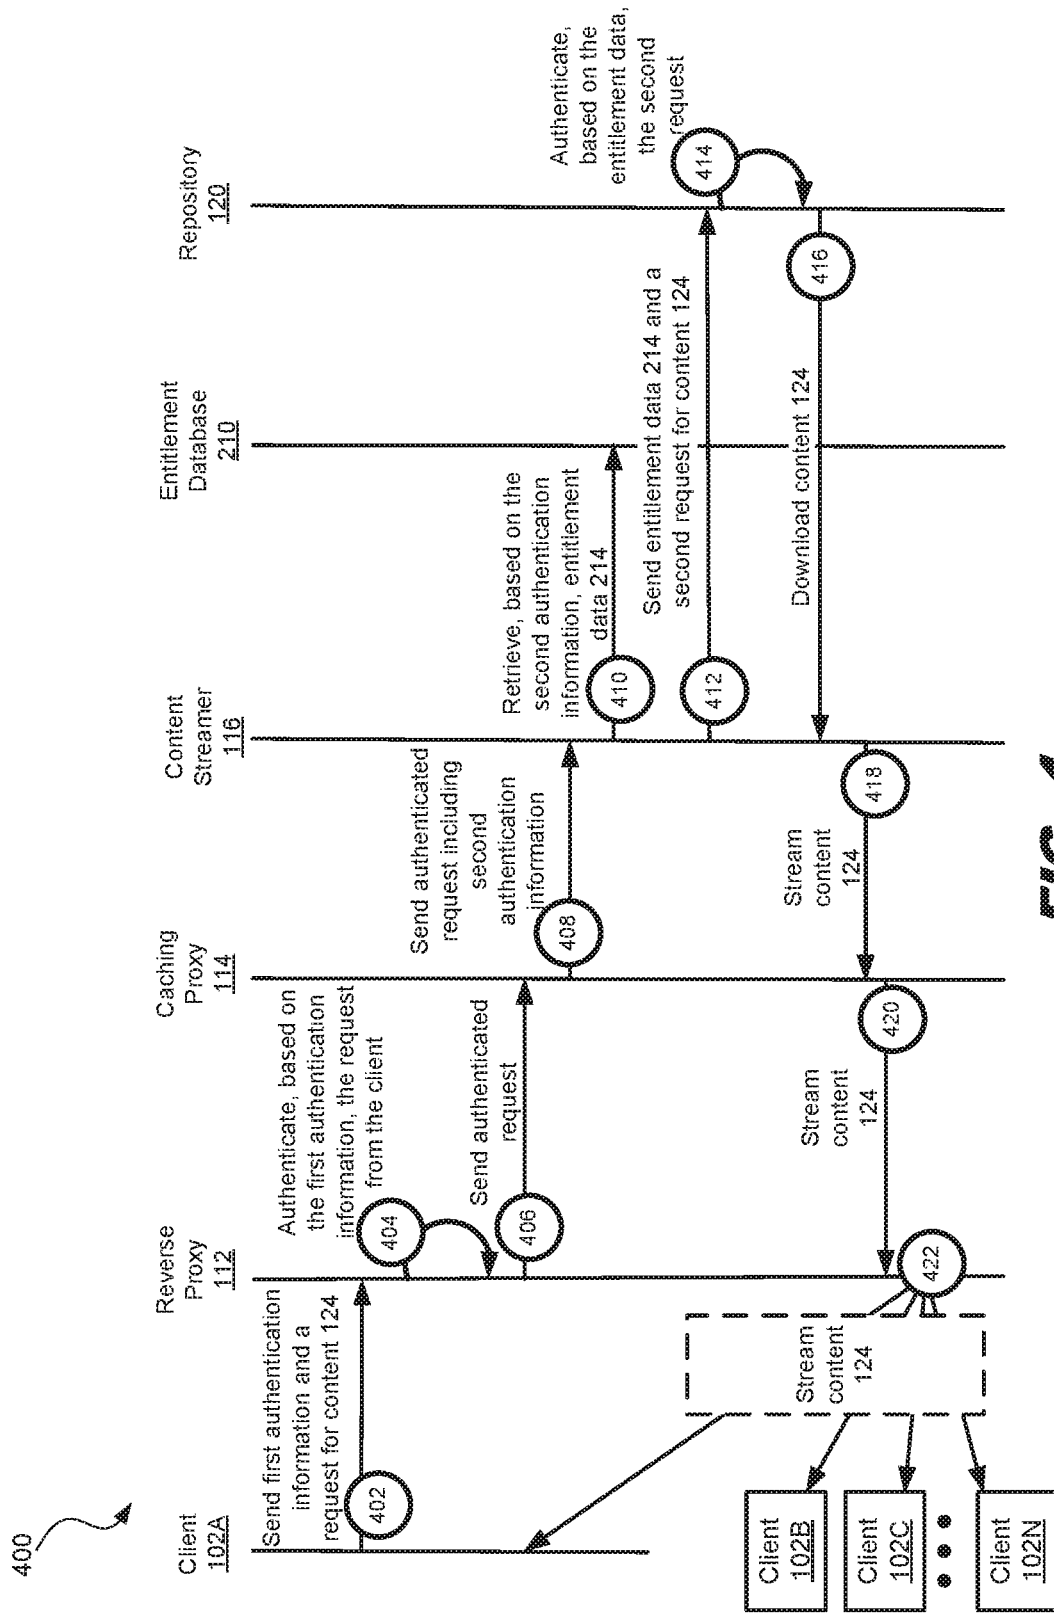 400
Client
102A
Reverse
Proxy
112
Caching
Proxy
114
Content
Streamer
116
Entitlement
Database
210
Repository
120
Send first authentication
information and a
request for content 124
402
Authenticate, based on
the first authentication
information, the request
from the client
404
Send authenticated
request
406
Send authenticated
request including
second
authentication
information
408
Retrieve, based on the
second authentication
information, entitlement
data 214
410
Send entitlement data 214 and a
second request for content 124
412
Authenticate,
based on the
entitlement data,
the second
request
414
416
Download content 124
418
Stream
content
124
420
Stream
content
124
422
Stream
content
124
Client
102B
Client
102C
Client
102N